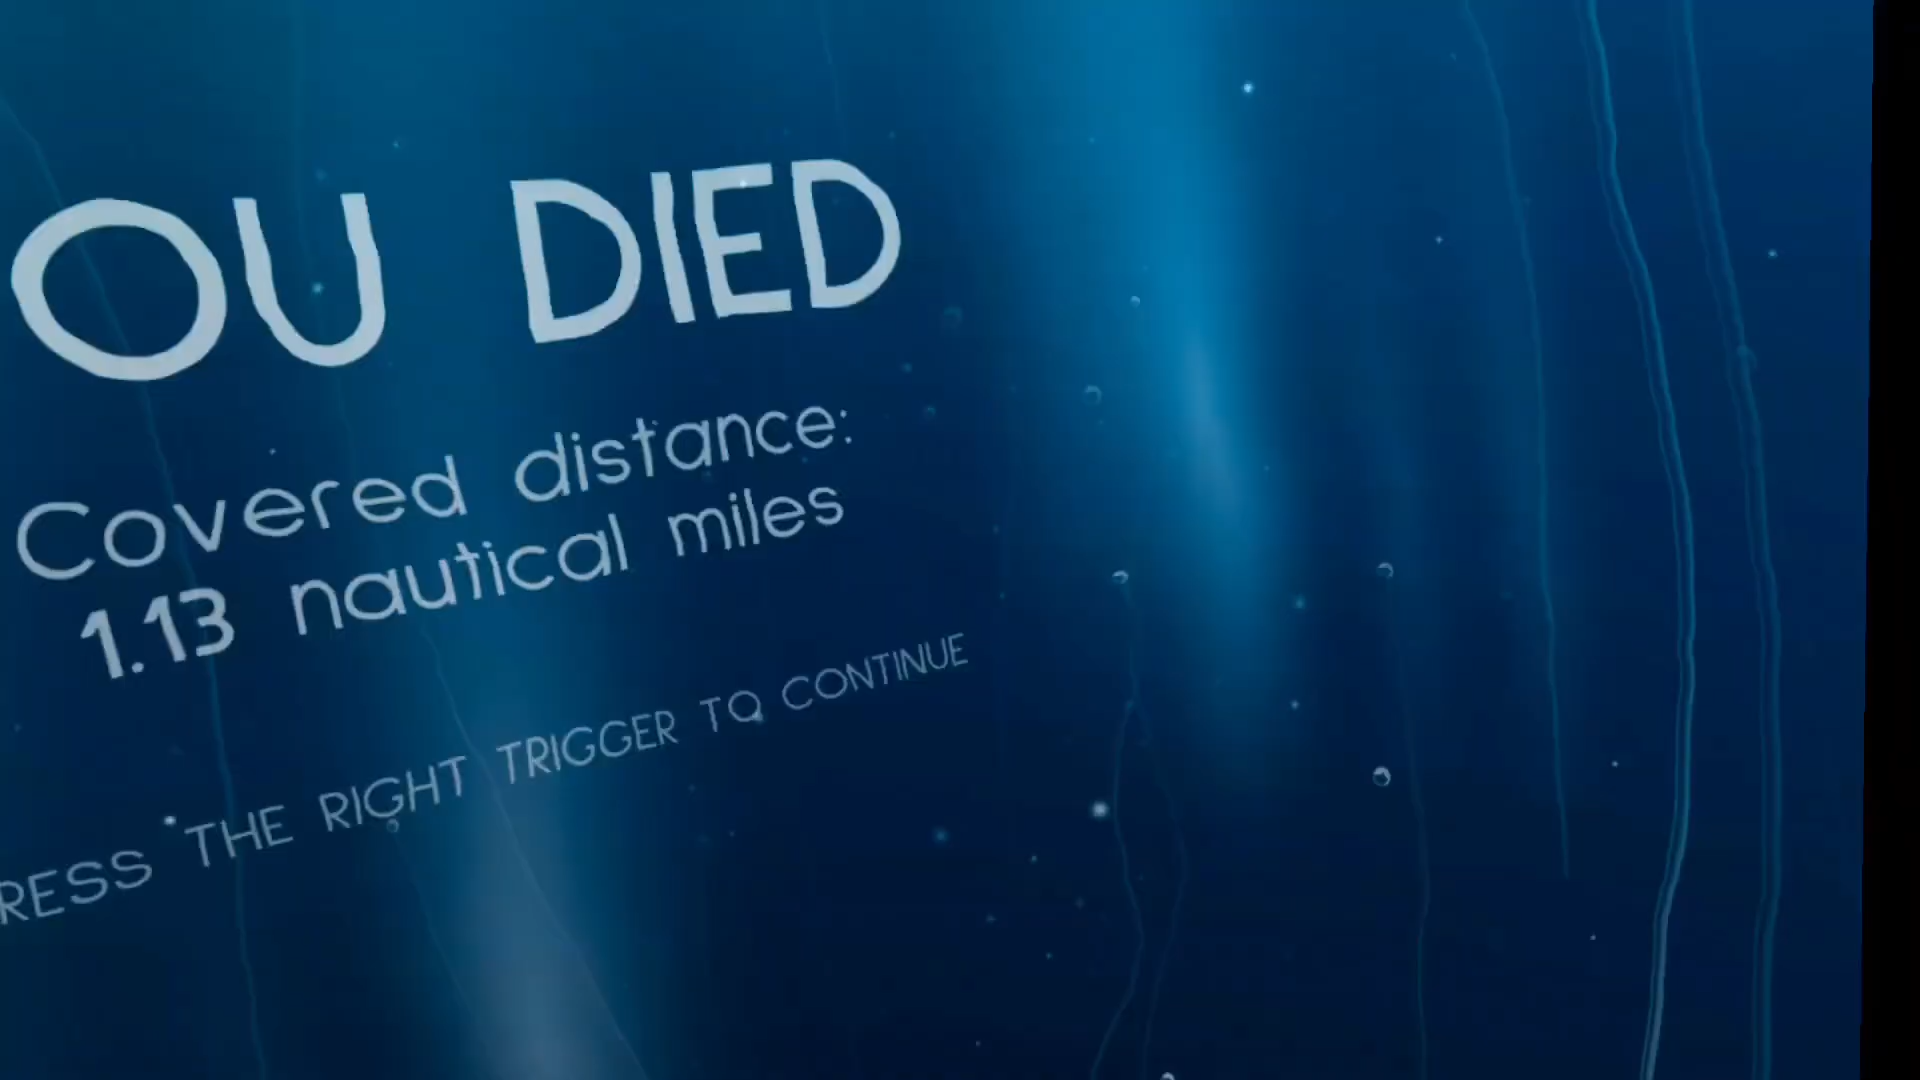 OU DIED
Covered distance:
1.13 nautical miles
RESS THE RIGHT TRIGGER TO CONTINUE